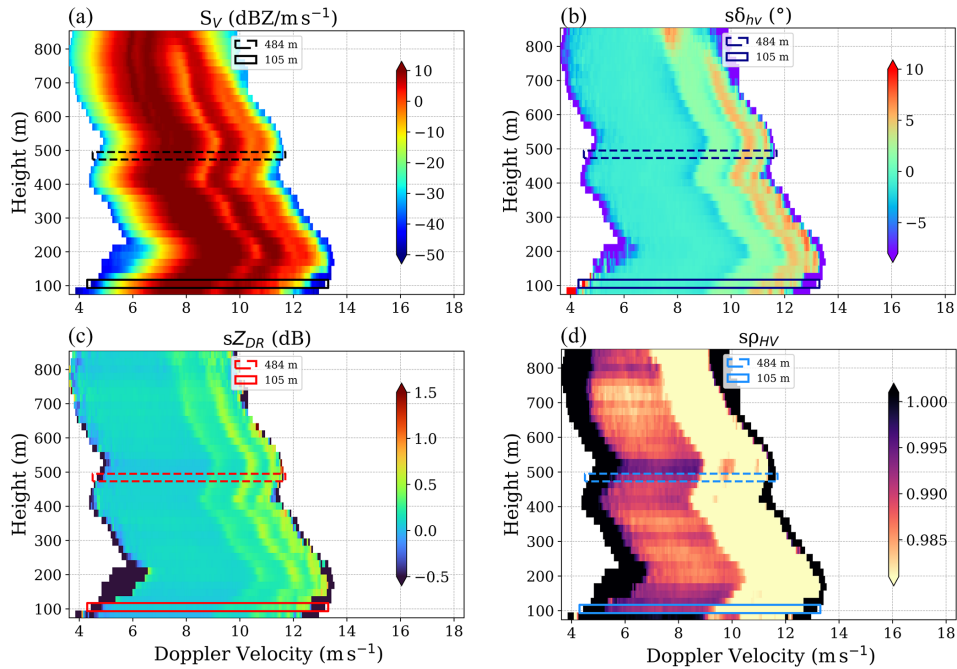 (a) S_V (dBZ/m s⁻¹)
484 m
105 m
Height (m)
800
700
600
500
400
300
200
100
4 6 8 10 12 14 16 18
10
0
−10
−20
−30
−40
−50
(b) sδ_hv (°)
484 m
105 m
Height (m)
800
700
600
500
400
300
200
100
4 6 8 10 12 14 16 18
10
5
0
−5
(c) sZ_DR (dB)
484 m
105 m
Height (m)
800
700
600
500
400
300
200
100
4 6 8 10 12 14 16 18
Doppler Velocity (m s⁻¹)
1.5
1.0
0.5
0.0
−0.5
(d) sρ_HV
484 m
105 m
Height (m)
800
700
600
500
400
300
200
100
4 6 8 10 12 14 16 18
Doppler Velocity (m s⁻¹)
1.000
0.995
0.990
0.985